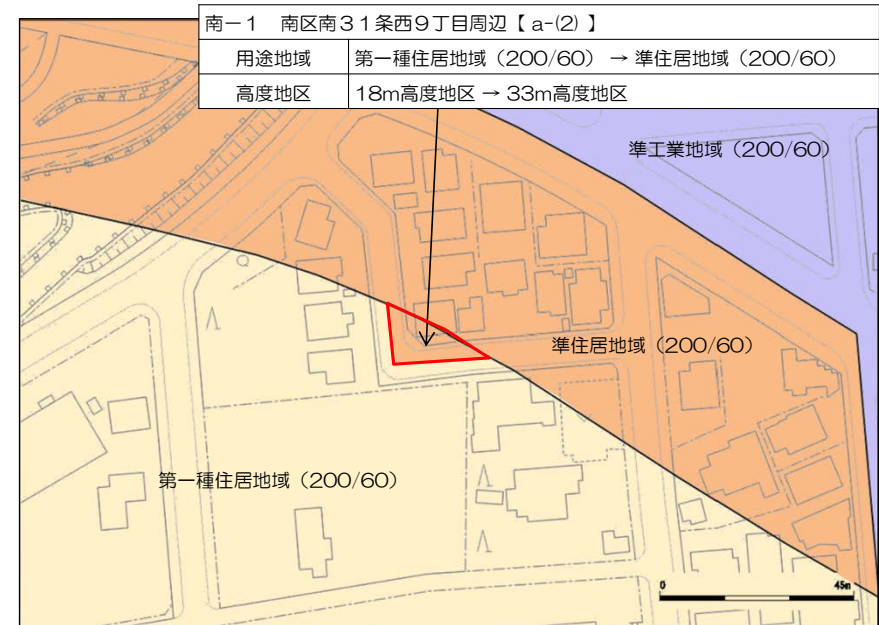 南−1　南区南31条西9丁目周辺【 a-(2) 】
用途地域　第一種住居地域（200/60）　→ 準住居地域（200/60）
高度地区　18m高度地区 → 33m高度地区
準工業地域（200/60）
準住居地域（200/60）
第一種住居地域（200/60）
0　45m